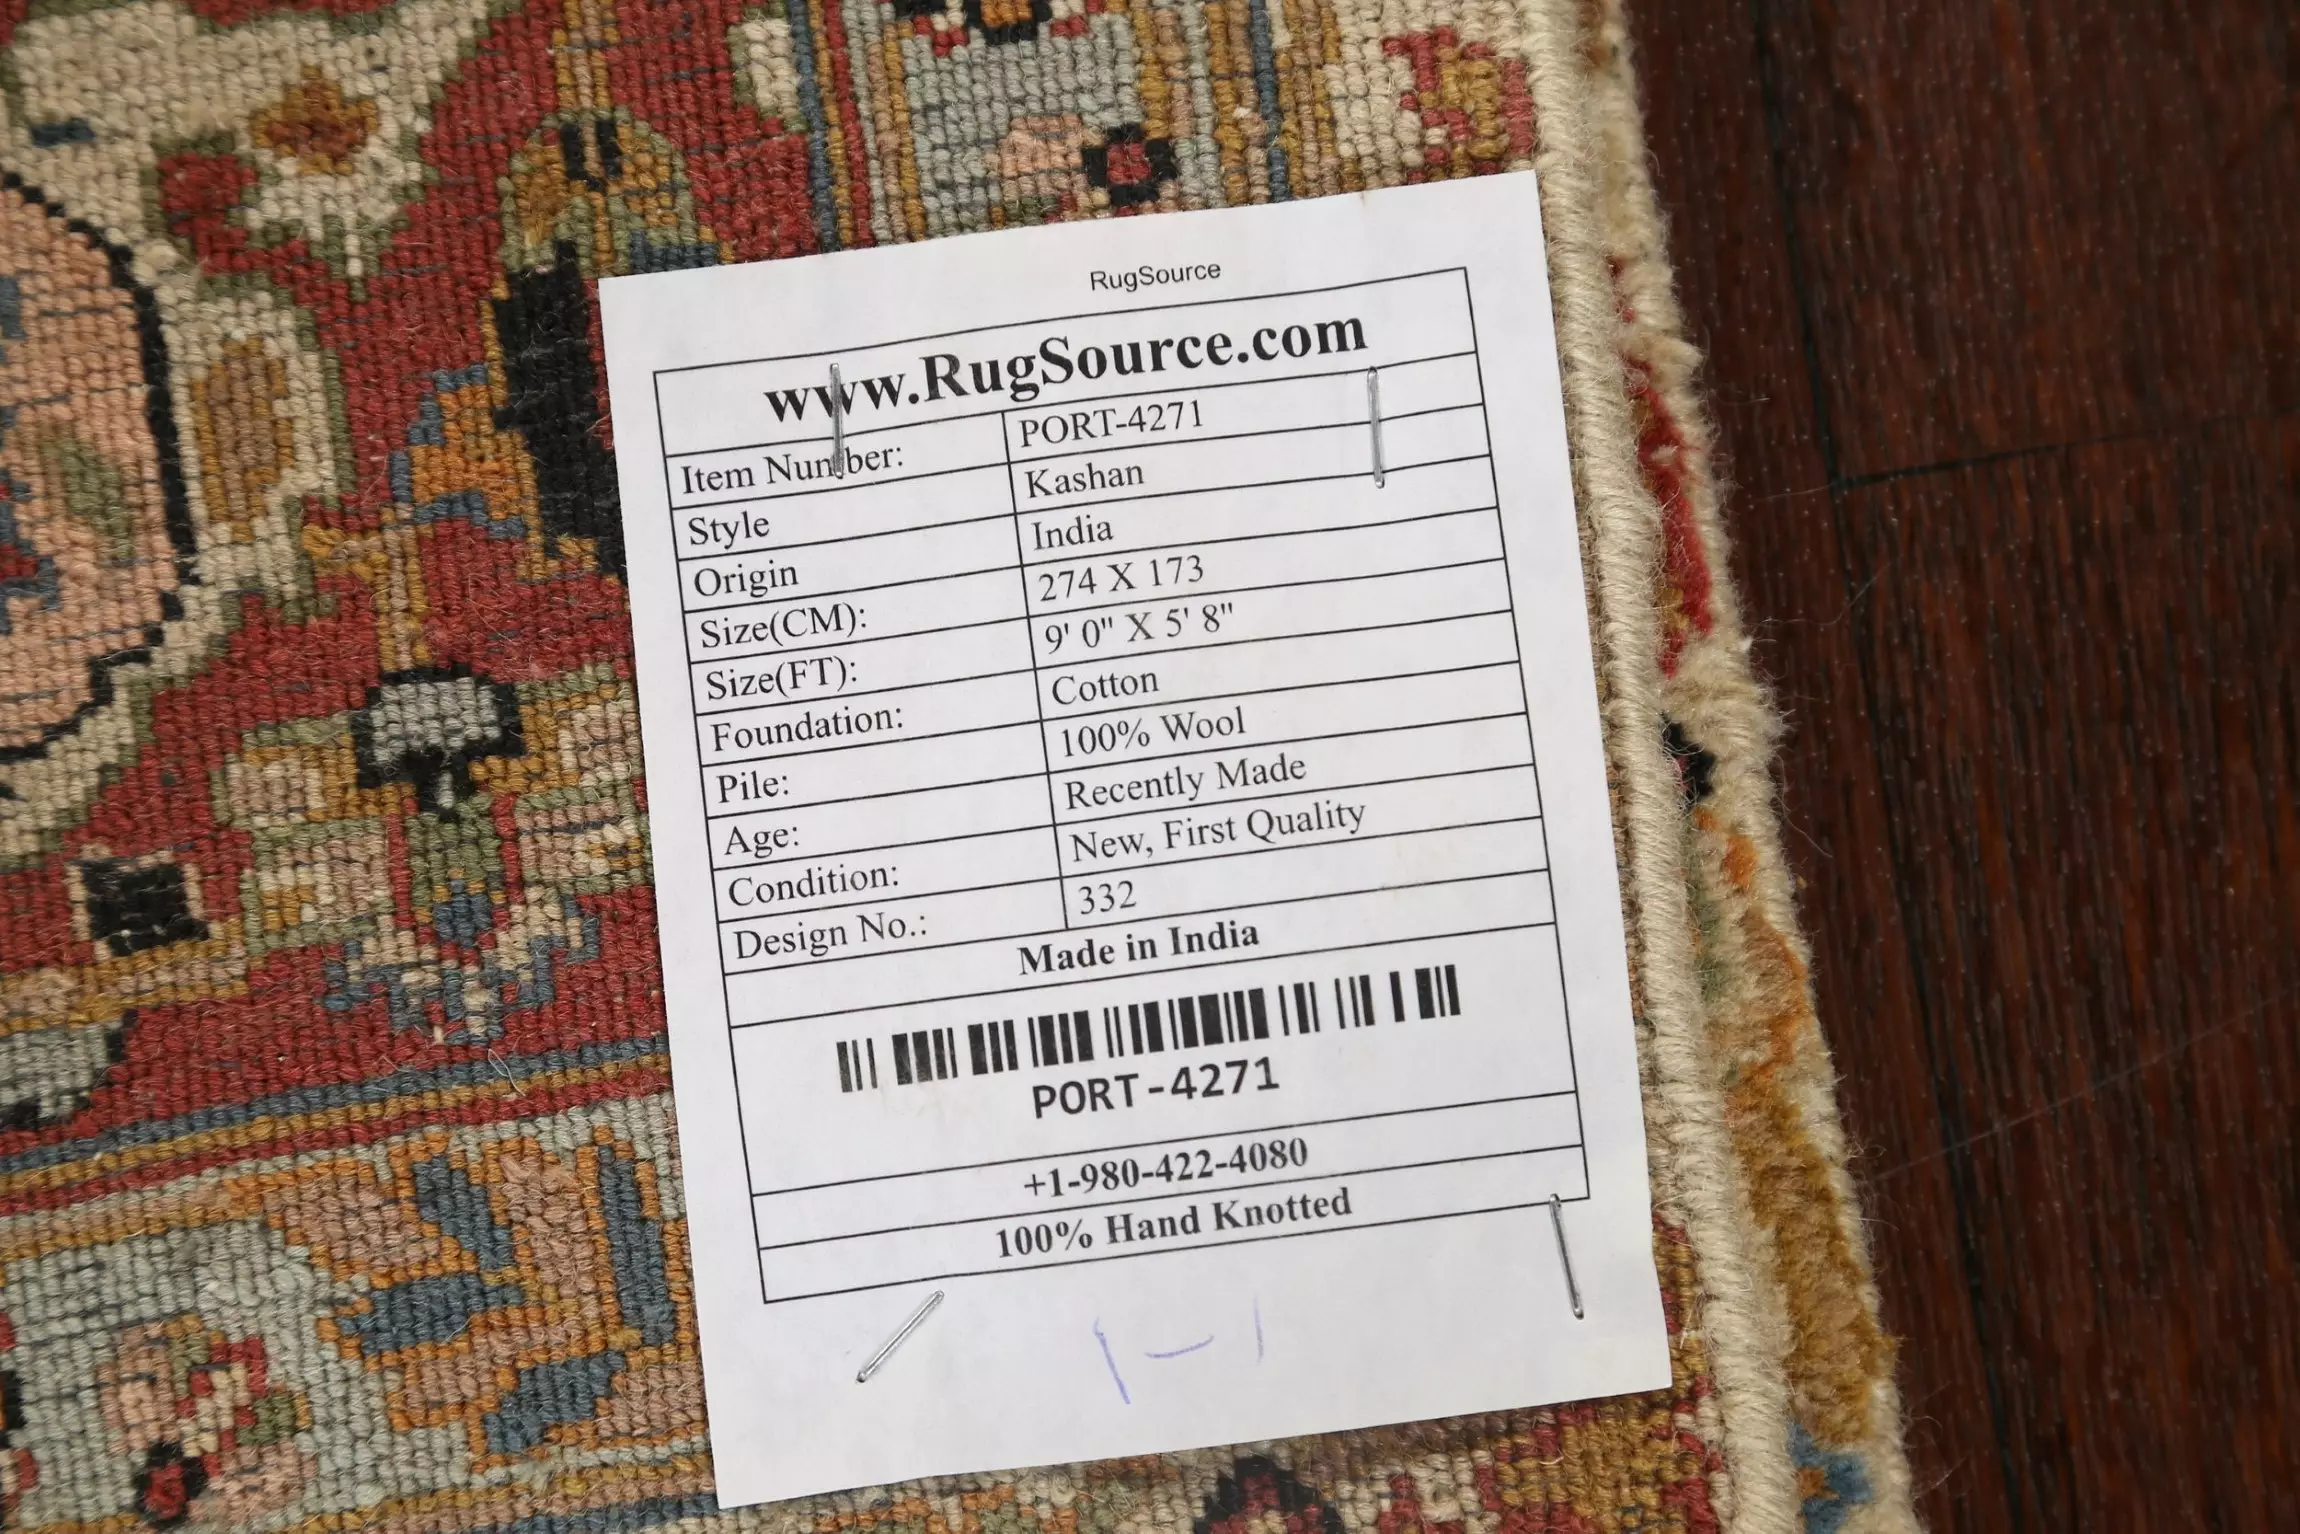 RugSource
www.RugSource.com
Item Number: PORT-4271
Style Kashan
Origin India
Size(CM): 274 X 173
Size(FT): 9' 0" X 5' 8"
Foundation: Cotton
Pile: 100% Wool
Age: Recently Made
Condition: New, First Quality
Design No.: 332
Made in India
PORT-4271
+1-980-422-4080
100% Hand Knotted
1-1